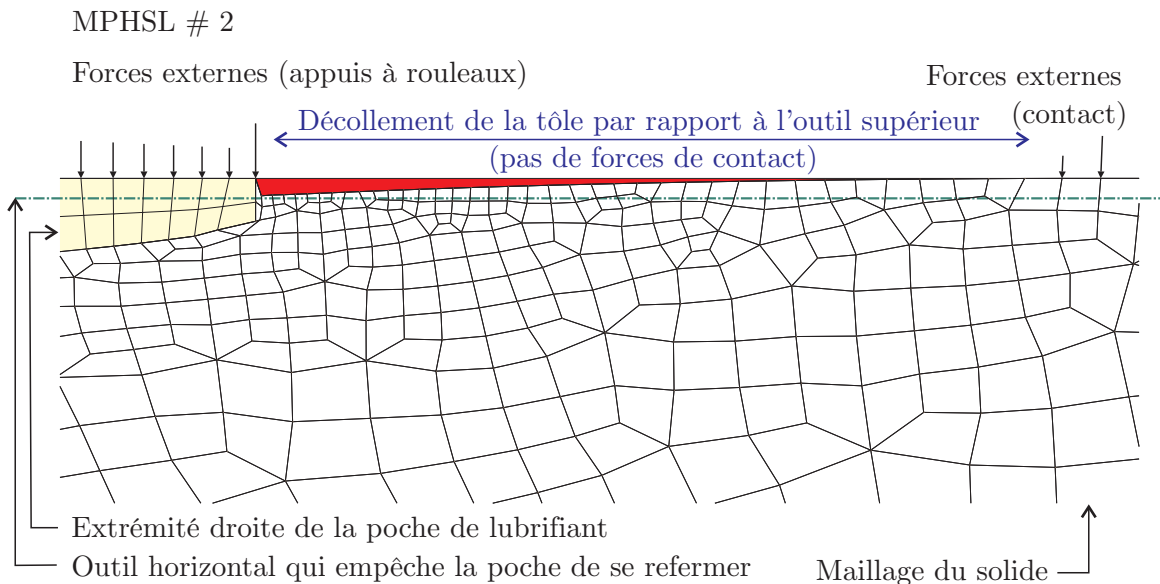 MPHSL # 2
Forces externes (appuis à rouleaux)
Forces externes
(contact)
Décollement de la tôle par rapport à l'outil supérieur
(pas de forces de contact)
Extrémité droite de la poche de lubrifiant
Outil horizontal qui empêche la poche de se refermer
Maillage du solide